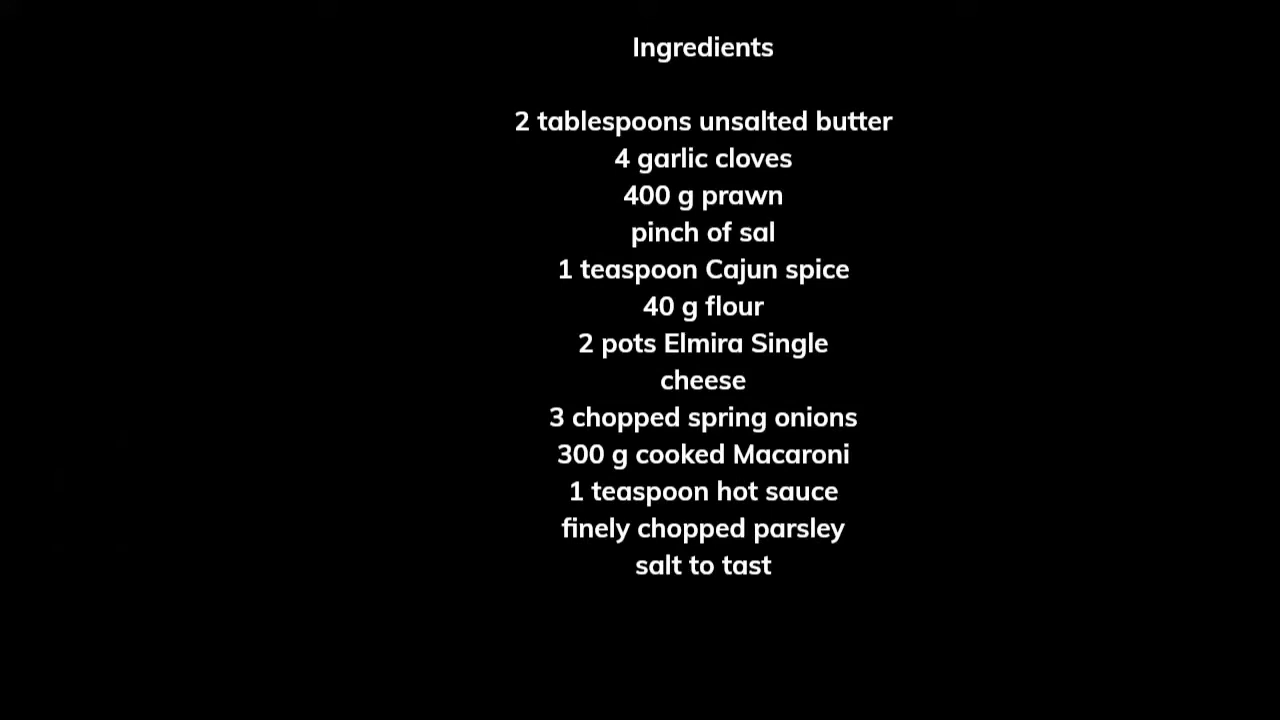 Ingredients
2 tablespoons unsalted butter
4 garlic cloves
400 g prawn
pinch of sal
1 teaspoon Cajun spice
40 g flour
2 pots Elmira Single
cheese
3 chopped spring onions
300 g cooked Macaroni
1 teaspoon hot sauce
finely chopped parsley
salt to tast